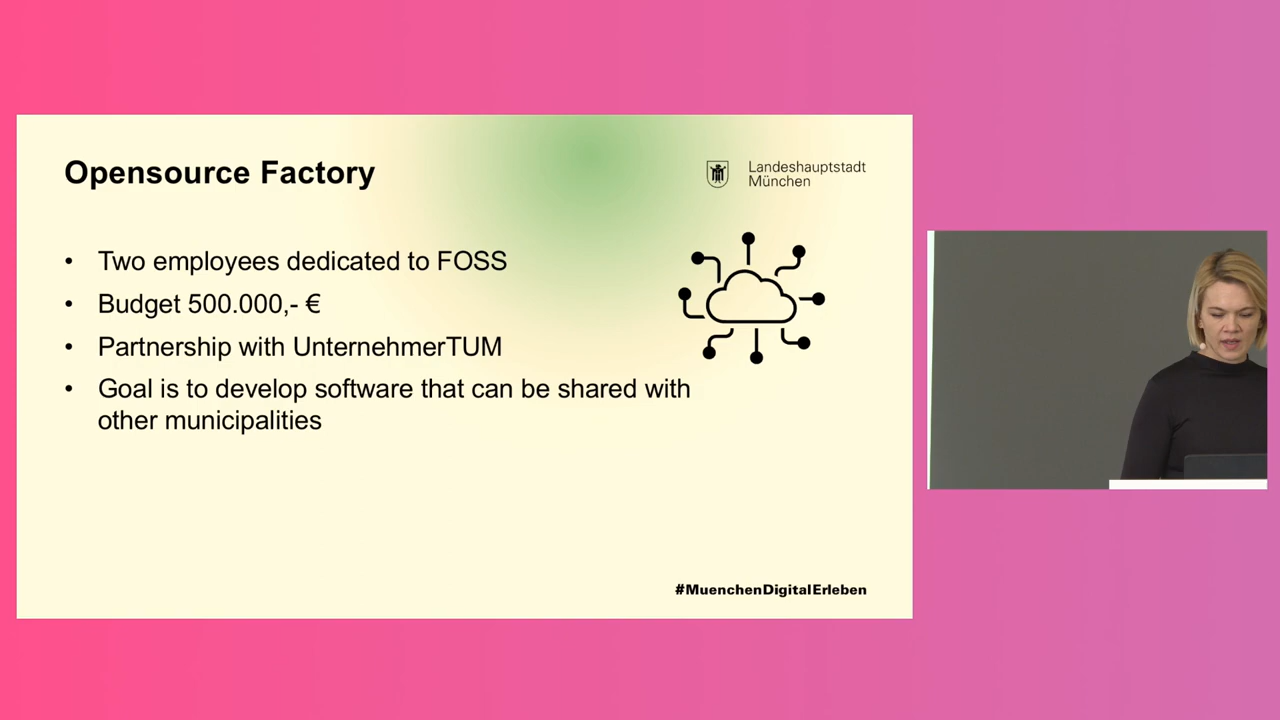 Opensource Factory
Landeshauptstadt
München
• Two employees dedicated to FOSS
• Budget 500.000,- €
• Partnership with UnternehmerTUM
• Goal is to develop software that can be shared with
other municipalities
#MuenchenDigitalErleben